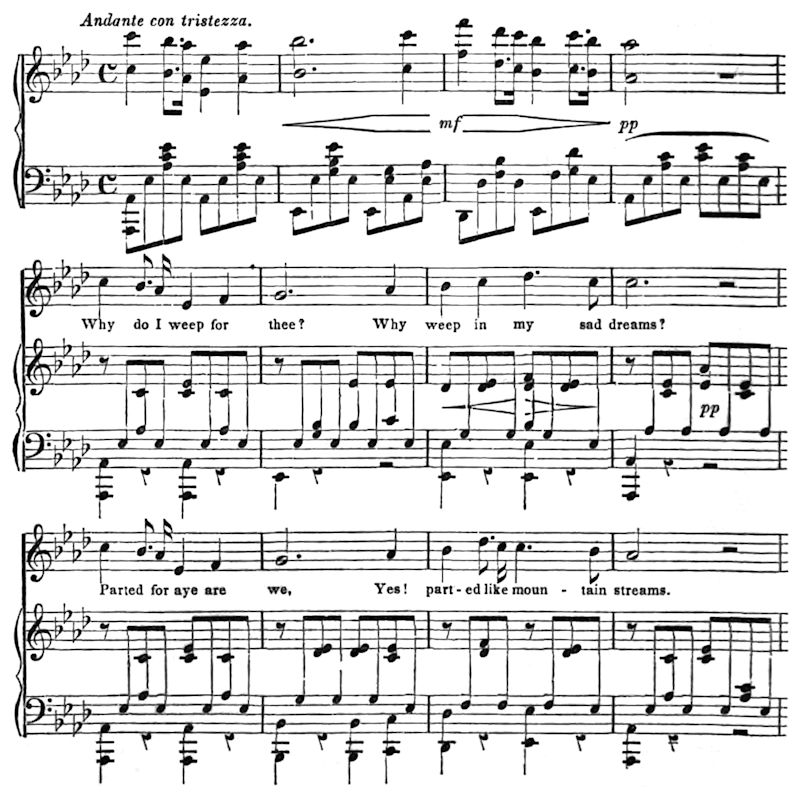 Andante con tristezza.
mf pp
Why do I weep for thee? Why weep in my sad dreams?
pp
Parted for aye are we, Yes! part-ed like moun - tain streams.